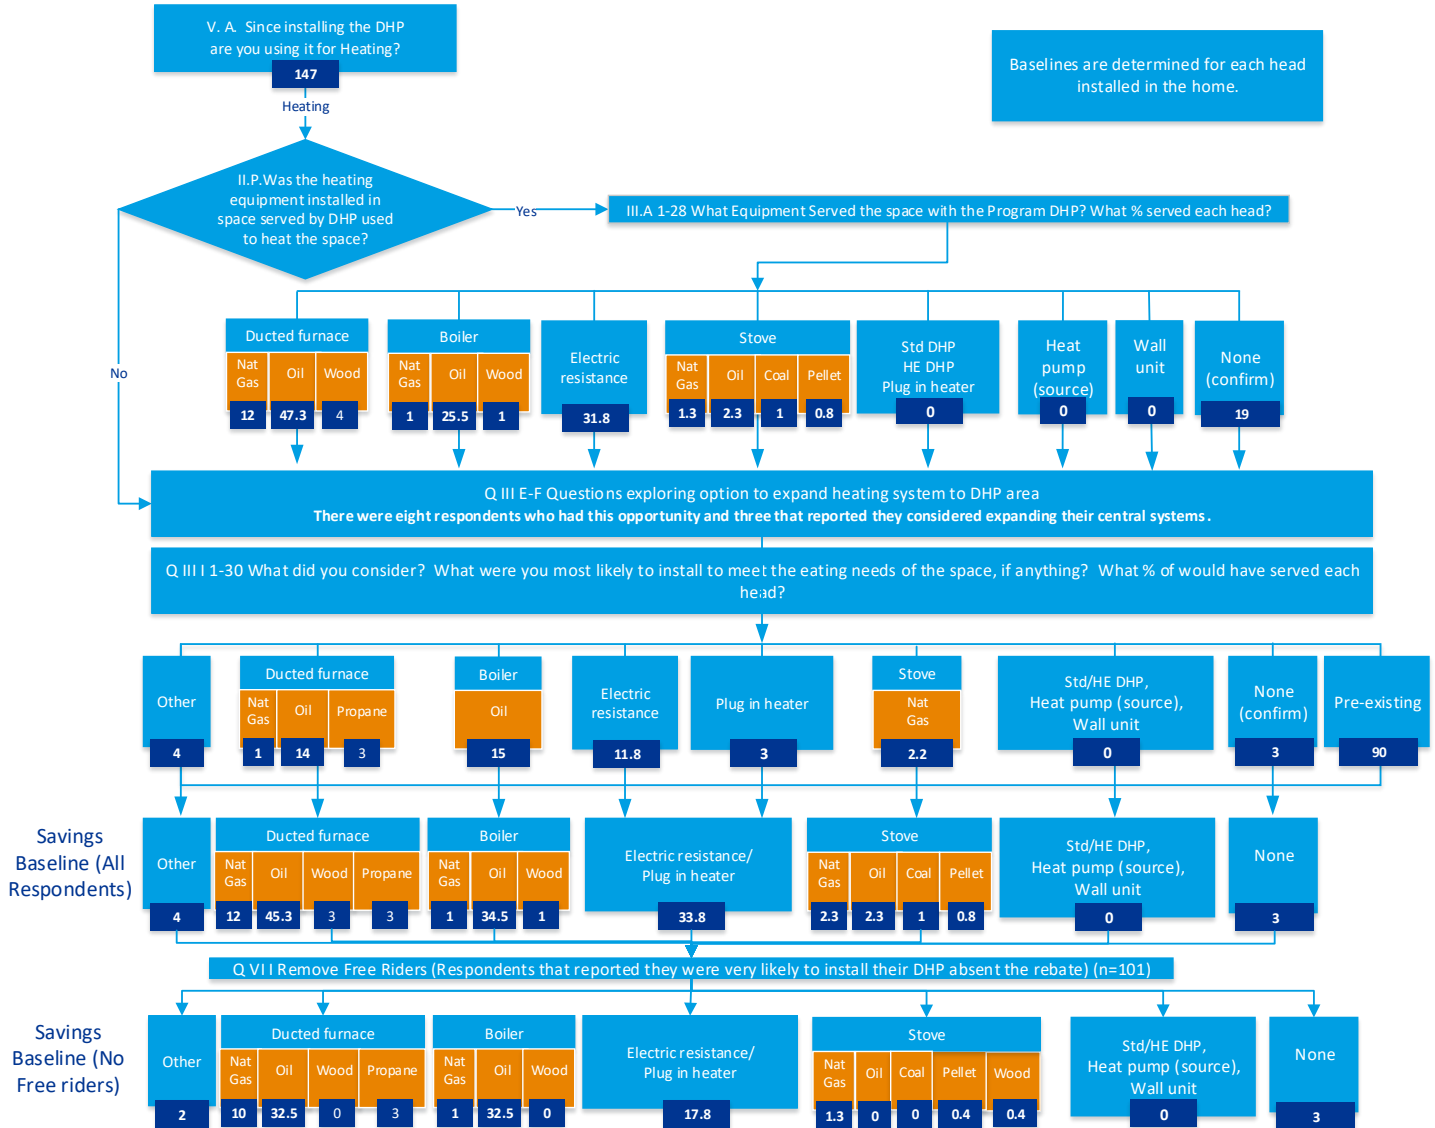 V. A. Since installing the DHP
are you using it for Heating?
147
Heating
Baselines are determined for each head
installed in the home.
II.P.Was the heating
equipment installed in
space served by DHP used
to heat the space?
Yes
No
III.A 1-28 What Equipment Served the space with the Program DHP? What % served each head?
Ducted furnace
Nat
Gas
Oil
Wood
12
47.3
4
Boiler
Nat
Gas
Oil
Wood
1
25.5
1
Electric
resistance
31.8
Stove
Nat
Gas
Oil
Coal
Pellet
1.3
2.3
1
0.8
Std DHP
HE DHP
Plug in heater
0
Heat
pump
(source)
0
Wall
unit
0
None
(confirm)
19
Q III E-F Questions exploring option to expand heating system to DHP area
There were eight respondents who had this opportunity and three that reported they considered expanding their central systems.
Q III I 1-30 What did you consider? What were you most likely to install to meet the eating needs of the space, if anything? What % of would have served each
head?
Other
4
Ducted furnace
Nat
Gas
Oil
Propane
1
14
3
Boiler
Oil
15
Electric
resistance
11.8
Plug in heater
3
Stove
Nat
Gas
2.2
Std/HE DHP,
Heat pump (source),
Wall unit
0
None
(confirm)
3
Pre-existing
90
Savings
Baseline (All
Respondents)
Other
4
Ducted furnace
Nat
Gas
Oil
Wood
Propane
12
45.3
3
3
Boiler
Nat
Gas
Oil
Wood
1
34.5
1
Electric resistance/
Plug in heater
33.8
Stove
Nat
Gas
Oil
Coal
Pellet
2.3
2.3
1
0.8
Std/HE DHP,
Heat pump (source),
Wall unit
0
None
3
Q VI I Remove Free Riders (Respondents that reported they were very likely to install their DHP absent the rebate) (n=101)
Savings
Baseline (No
Free riders)
Other
2
Ducted furnace
Nat
Gas
Oil
Wood
Propane
10
32.5
0
3
Boiler
Nat
Gas
Oil
Wood
1
32.5
0
Electric resistance/
Plug in heater
17.8
Stove
Nat
Gas
Oil
Coal
Pellet
Wood
1.3
0
0
0.4
0.4
Std/HE DHP,
Heat pump (source),
Wall unit
0
None
3